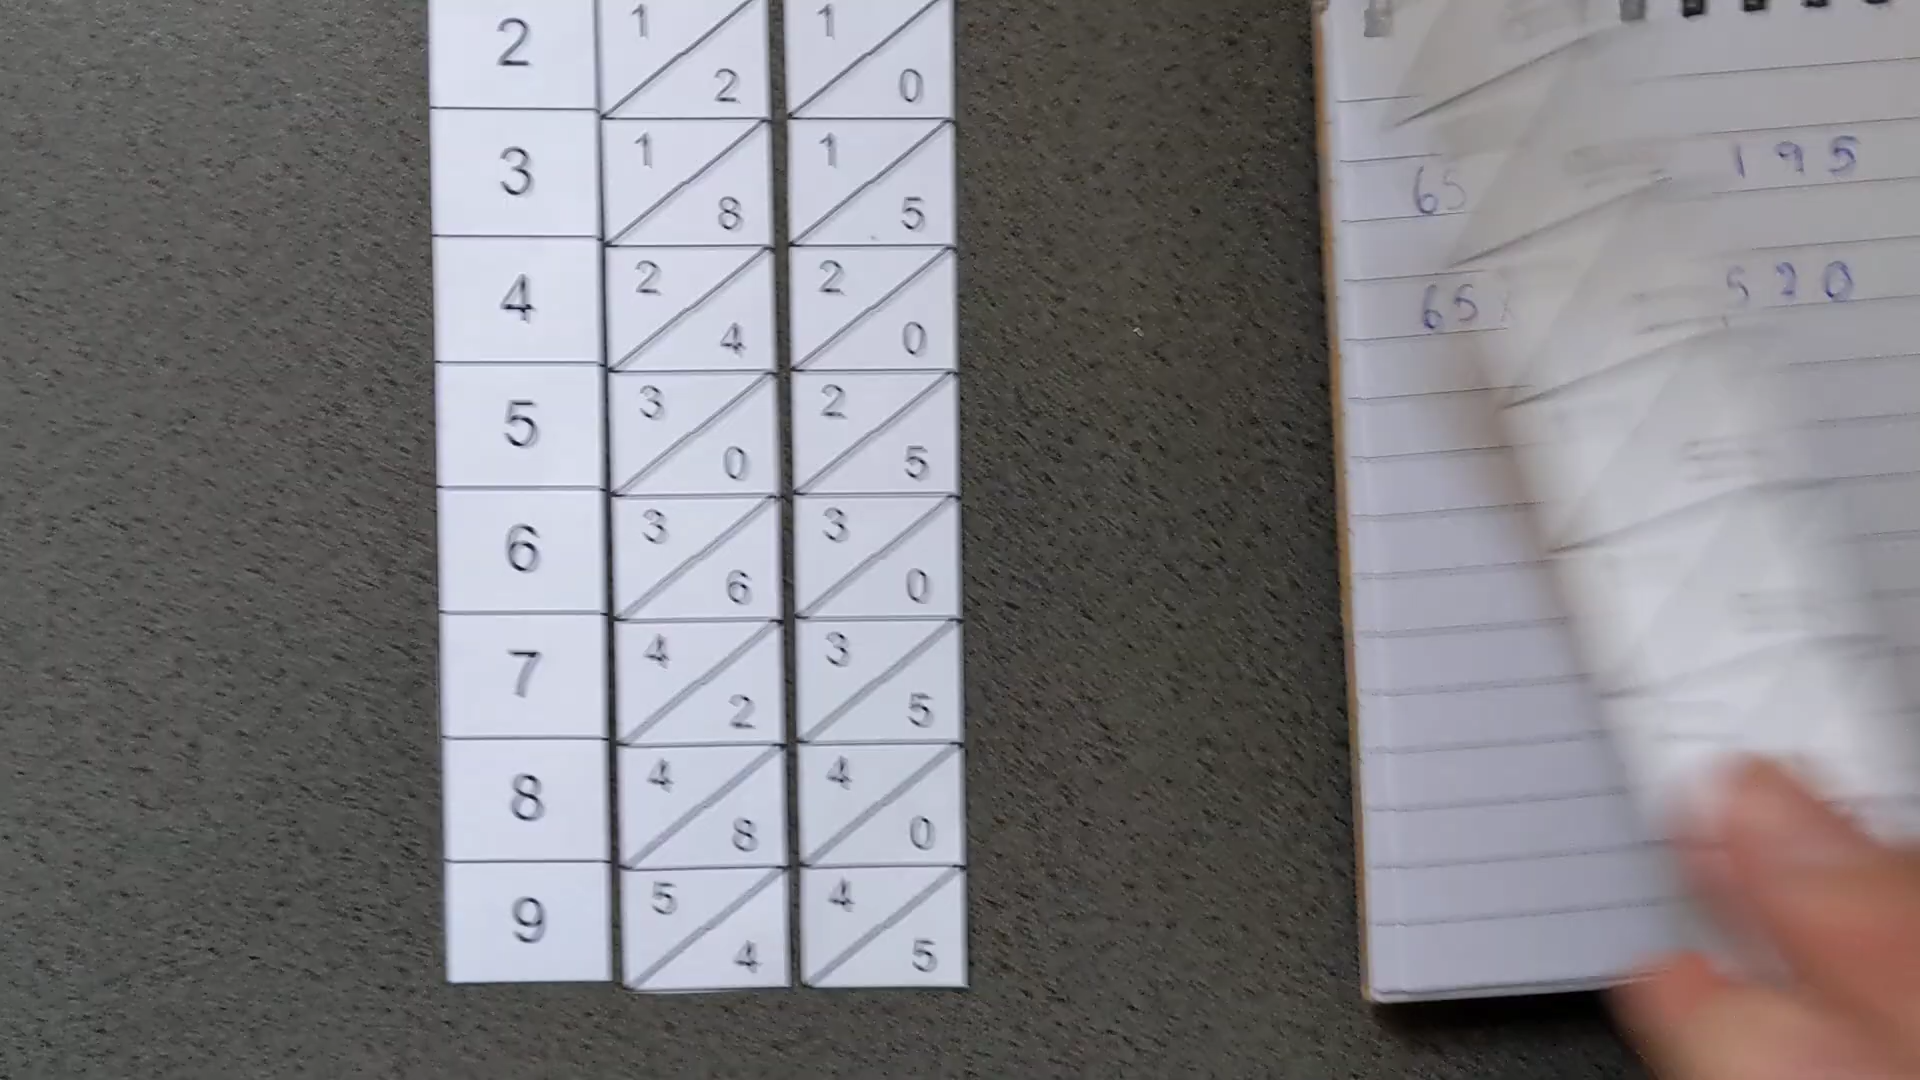 2 1 2 1 0
3 1 8 1 5
4 2 4 2 0
5 3 0 2 5
6 3 6 3 0
7 4 2 3 5
8 4 8 4 0
9 5 4 4 5
65 = 195
65 = 520